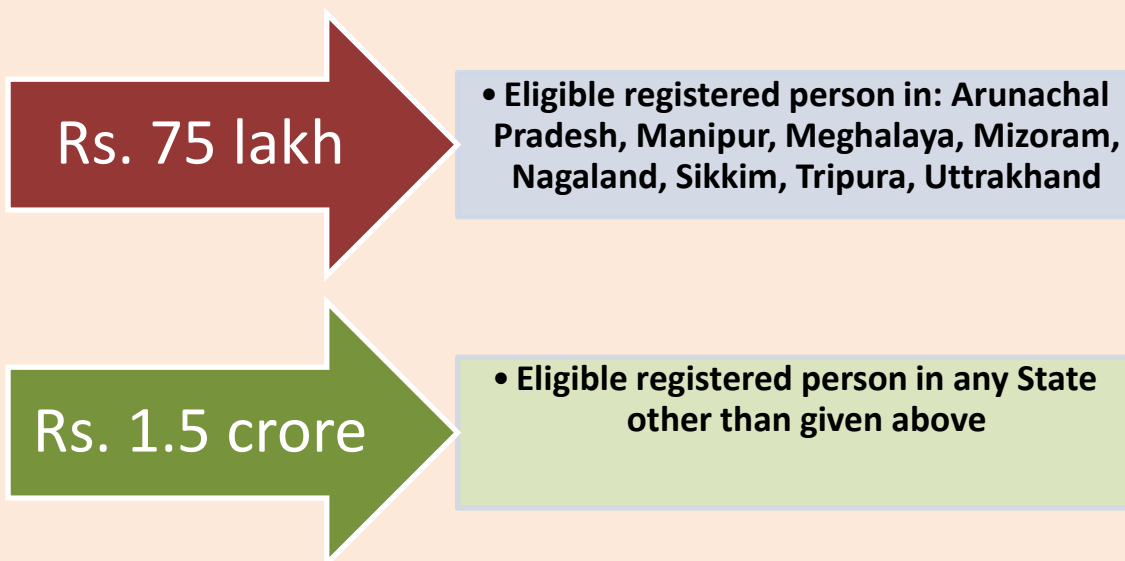 Rs. 75 lakh
• Eligible registered person in: Arunachal
Pradesh, Manipur, Meghalaya, Mizoram,
Nagaland, Sikkim, Tripura, Uttrakhand
Rs. 1.5 crore
• Eligible registered person in any State
other than given above